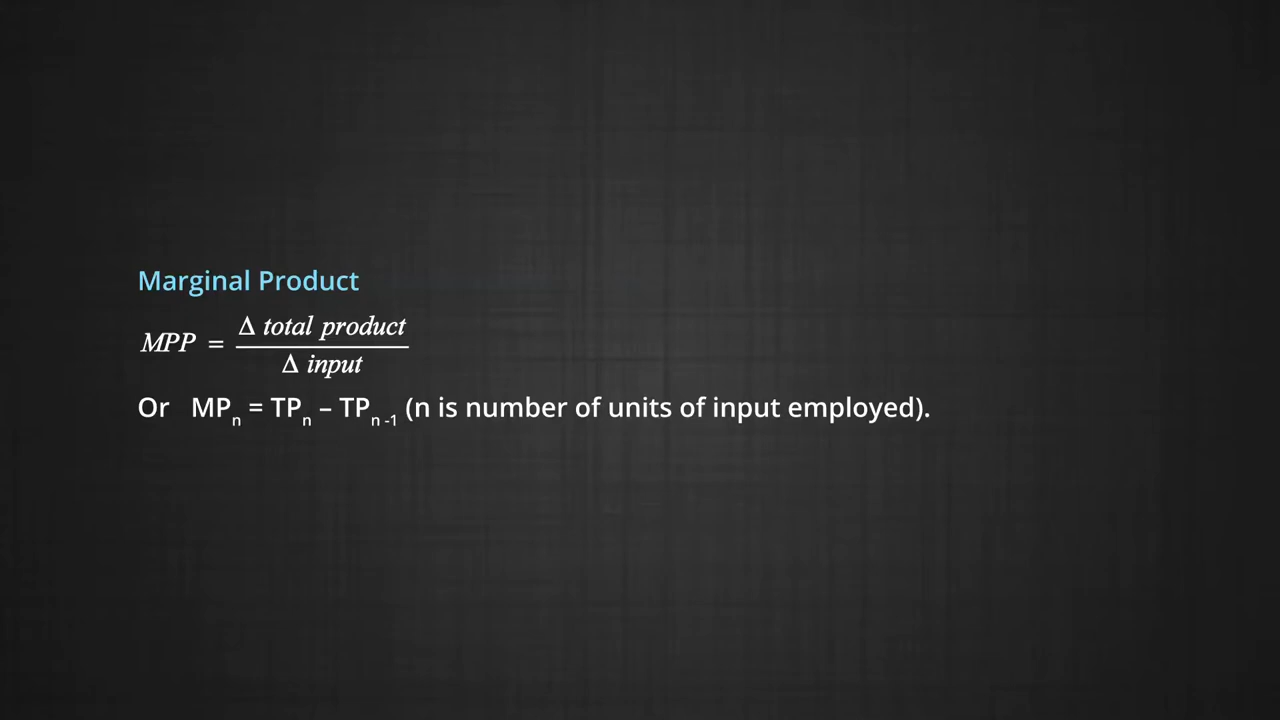 Marginal Product
MPP = Δ total product / Δ input
Or MPₙ = TPₙ – TPₙ₋₁ (n is number of units of input employed).